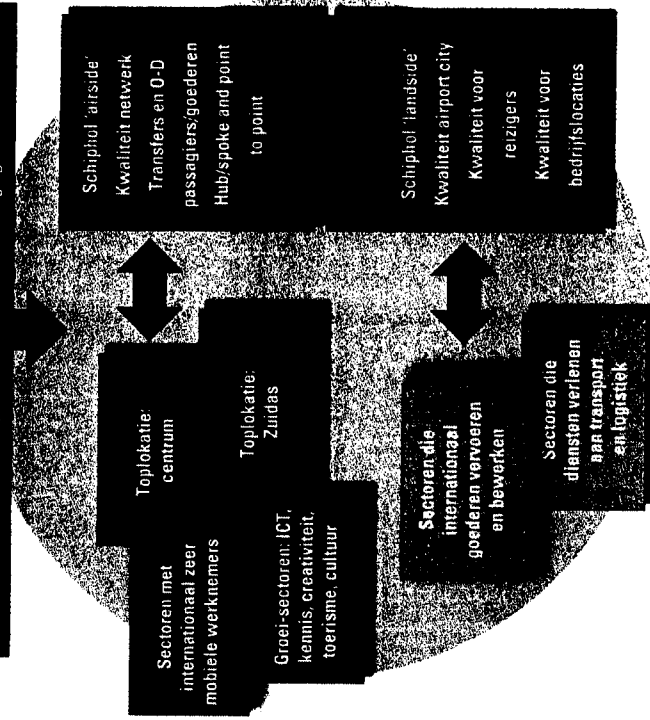 Schiphol 'airside'
Kwaliteit netwerk
Transfers en O-D
passagiers/goederen
Hub/spoke and point
to point
Schiphol 'landside'
Kwaliteit airport city
Kwaliteit voor
reizigers
Kwaliteit voor
bedrijfslocaties
Toplokatie:
centrum
Toplokatie:
Zuidas
Sectoren met
internationaal zeer
mobiele werknemers
Groei-sectoren: ICT,
kennis, creativiteit,
toerisme, cultuur
Sectoren die
internationaal
goederen vervoeren
en bewerken
Sectoren die
diensten verlenen
aan transport
en logistiek